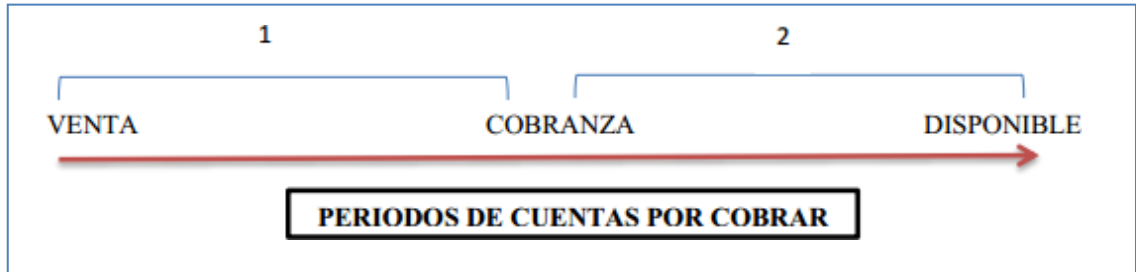 1 2
VENTA COBRANZA DISPONIBLE
PERIODOS DE CUENTAS POR COBRAR